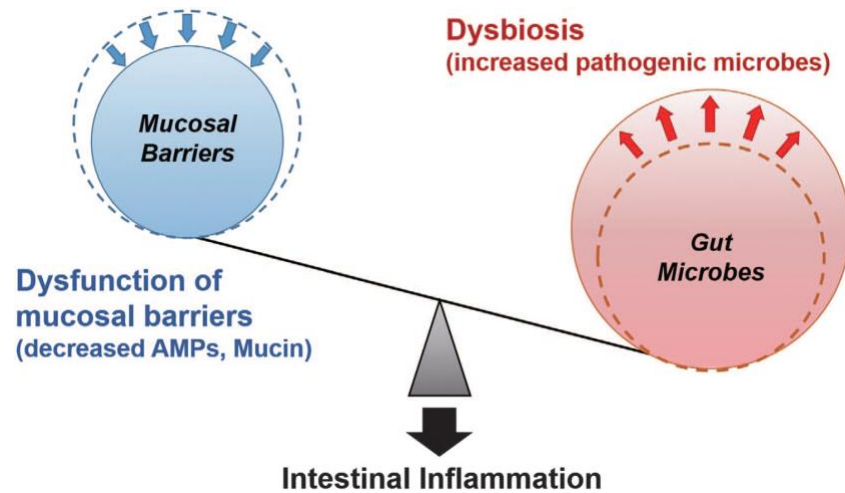 Dysbiosis
(increased pathogenic microbes)
Mucosal
Barriers
Gut
Microbes
Dysfunction of
mucosal barriers
(decreased AMPs, Mucin)
Intestinal Inflammation